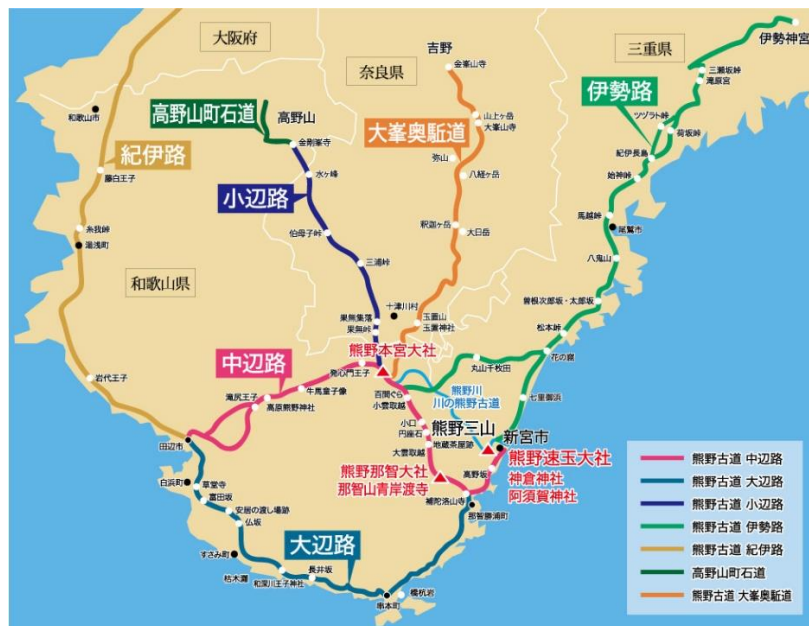 大阪府
奈良県
三重県
和歌山県
伊勢神宮
吉野
金峯山寺
三瀬坂峠
滝原宮
ツヅラト峠
荷坂峠
紀伊長島
始神峠
伊勢路
馬越峠
尾鷲市
八鬼山
曽根次郎坂・太郎坂
松本峠
花の窟
丸山千枚田
七里御浜
山上ヶ岳
大峯山寺
大峯奥駈道
弥山
八経ヶ岳
釈迦ヶ岳
大日岳
十津川村
玉置山
玉置神社
高野山町石道
高野山
金剛峯寺
小辺路
水ヶ峰
伯母子峠
三浦峠
果無集落
果無峠
和歌山市
紀伊路
藤白王子
糸我峠
湯浅町
岩代王子
田辺市
中辺路
滝尻王子
高原熊野神社
牛馬童子像
発心門王子
熊野本宮大社
百間ぐら
小雲取越
小口
円座石
地蔵茶屋跡
大雲取越
熊野川
川の熊野古道
熊野三山
新宮市
熊野速玉大社
神倉神社
阿須賀神社
高野坂
熊野那智大社
那智山青岸渡寺
補陀洛山寺
那智勝浦町
白浜町
草堂寺
富田坂
安居の渡し場跡
仏坂
すさみ町
枯木灘
和深川王子神社
長井坂
大辺路
串本町
橋杭岩
熊野古道 中辺路
熊野古道 大辺路
熊野古道 小辺路
熊野古道 伊勢路
熊野古道 紀伊路
高野山町石道
熊野古道 大峯奥駈道